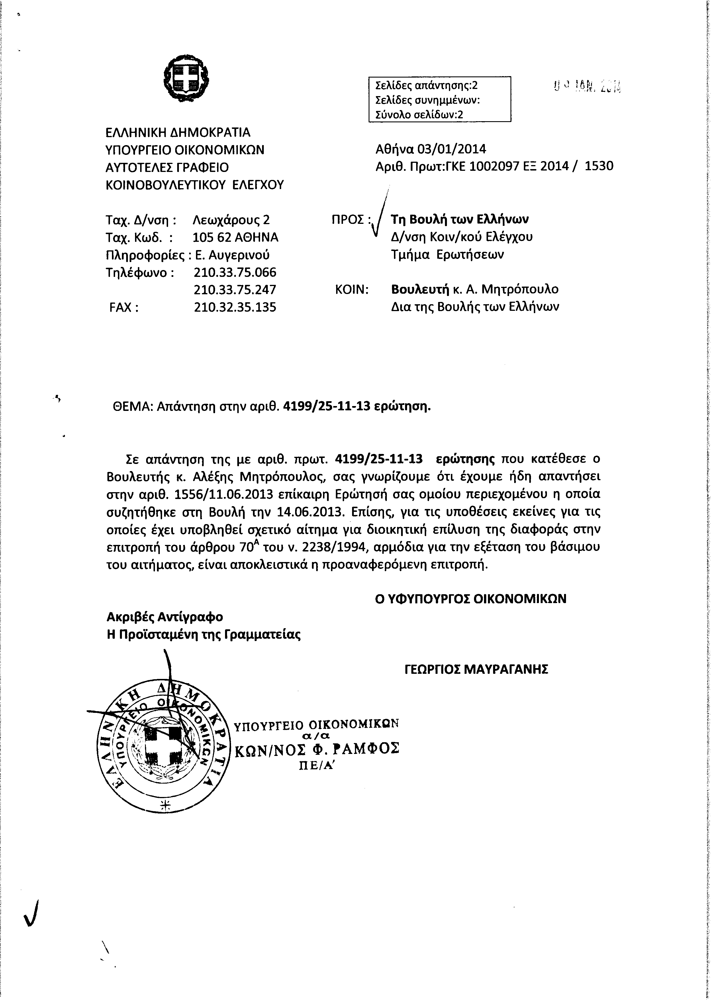 Σελίδες απάντησης:2
Σελίδες συνημμένων:
Σύνολο σελίδων:2
ΙΑΝ. 2014
ΕΛΛΗΝΙΚΗ ΔΗΜΟΚΡΑΤΙΑ
ΥΠΟΥΡΓΕΙΟ ΟΙΚΟΝΟΜΙΚΩΝ
ΑΥΤΟΤΕΛΕΣ ΓΡΑΦΕΙΟ
ΚΟΙΝΟΒΟΥΛΕΥΤΙΚΟΥ ΕΛΕΓΧΟΥ
Αθήνα 03/01/2014
Αριθ. Πρωτ:ΓΚΕ 1002097 ΕΞ 2014 / 1530
Ταχ. Δ/νση : Λεωχάρους 2
Ταχ. Κωδ. : 105 62 ΑΘΗΝΑ
Πληροφορίες : Ε. Αυγερινού
Τηλέφωνο : 210.33.75.066
210.33.75.247
FAX : 210.32.35.135
ΠΡΟΣ : Τη Βουλή των Ελλήνων
Δ/νση Κοιν/κού Ελέγχου
Τμήμα Ερωτήσεων
ΚΟΙΝ: Βουλευτή κ. Α. Μητρόπουλο
Δια της Βουλής των Ελλήνων
ΘΕΜΑ: Απάντηση στην αριθ. 4199/25-11-13 ερώτηση.
Σε απάντηση της με αριθ. πρωτ. 4199/25-11-13 ερώτησης που κατέθεσε ο
Βουλευτής κ. Αλέξης Μητρόπουλος, σας γνωρίζουμε ότι έχουμε ήδη απαντήσει
στην αριθ. 1556/11.06.2013 επίκαιρη Ερώτησή σας ομοίου περιεχομένου η οποία
συζητήθηκε στη Βουλή την 14.06.2013. Επίσης, για τις υποθέσεις εκείνες για τις
οποίες έχει υποβληθεί σχετικό αίτημα για διοικητική επίλυση της διαφοράς στην
επιτροπή του άρθρου 70Α του ν. 2238/1994, αρμόδια για την εξέταση του βάσιμου
του αιτήματος, είναι αποκλειστικά η προαναφερόμενη επιτροπή.
Ο ΥΦΥΠΟΥΡΓΟΣ ΟΙΚΟΝΟΜΙΚΩΝ
Ακριβές Αντίγραφο
Η Προϊσταμένη της Γραμματείας
ΓΕΩΡΓΙΟΣ ΜΑΥΡΑΓΑΝΗΣ
ΕΛΛΗΝΙΚΗ ΔΗΜΟΚΡΑΤΙΑ
ΥΠΟΥΡΓΕΙΟ ΟΙΚΟΝΟΜΙΚΩΝ
ΥΠΟΥΡΓΕΙΟ ΟΙΚΟΝΟΜΙΚΩΝ
α/α
ΚΩΝ/ΝΟΣ Φ. ΡΑΜΦΟΣ
ΠΕ/Α'